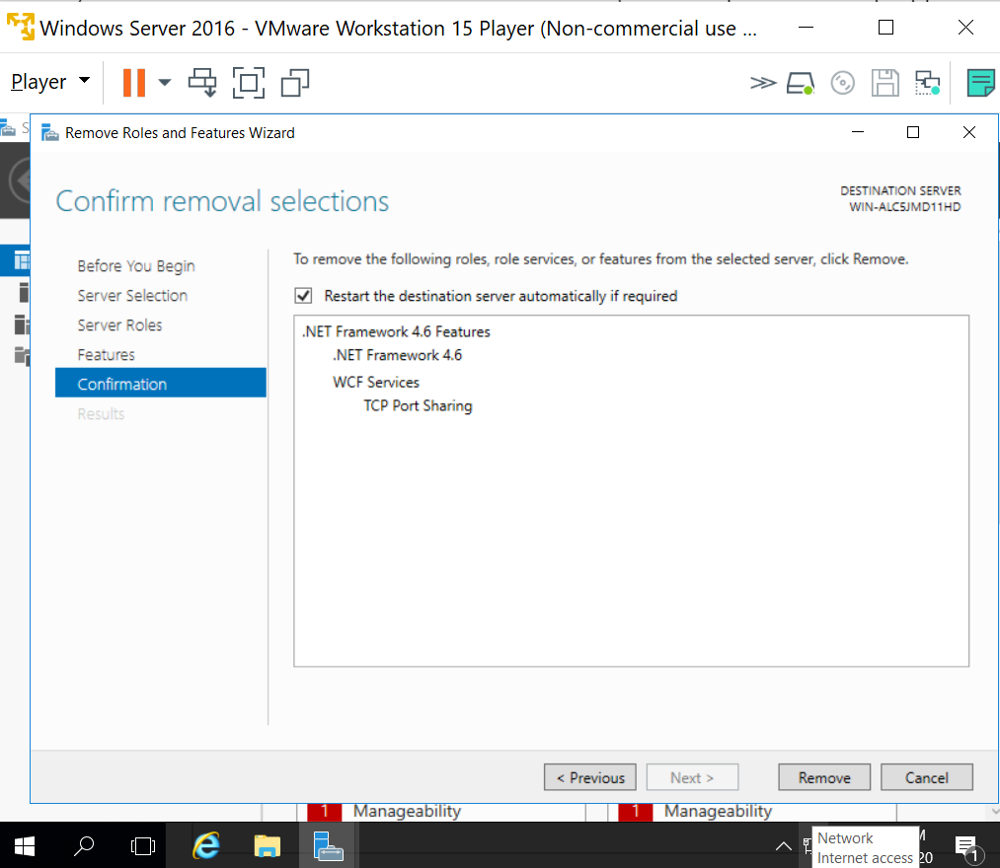 Windows Server 2016 - VMware Workstation 15 Player (Non-commercial use ...
Player
S
Remove Roles and Features Wizard
Confirm removal selections
DESTINATION SERVER
WIN-ALC5JMD11HD
Before You Begin
Server Selection
Server Roles
Features
Confirmation
Results
To remove the following roles, role services, or features from the selected server, click Remove.
Restart the destination server automatically if required
.NET Framework 4.6 Features
.NET Framework 4.6
WCF Services
TCP Port Sharing
< Previous
Next >
Remove
Cancel
1 Manageability
1 Manageability
Network
Internet access
M
20
1